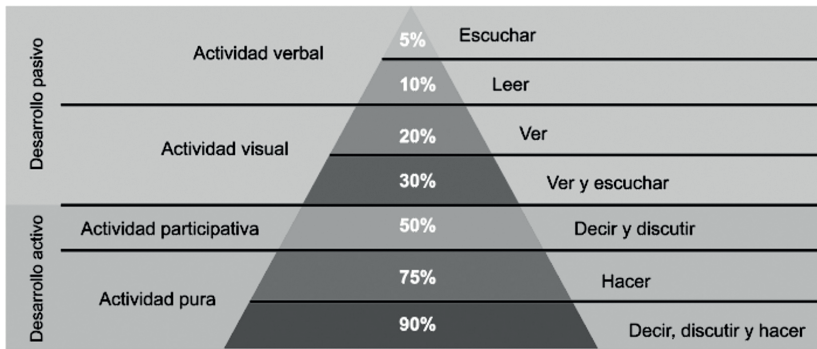 Desarrollo pasivo
Actividad verbal
5%
Escuchar
10%
Leer
Actividad visual
20%
Ver
30%
Ver y escuchar
Desarrollo activo
Actividad participativa
50%
Decir y discutir
Actividad pura
75%
Hacer
90%
Decir, discutir y hacer